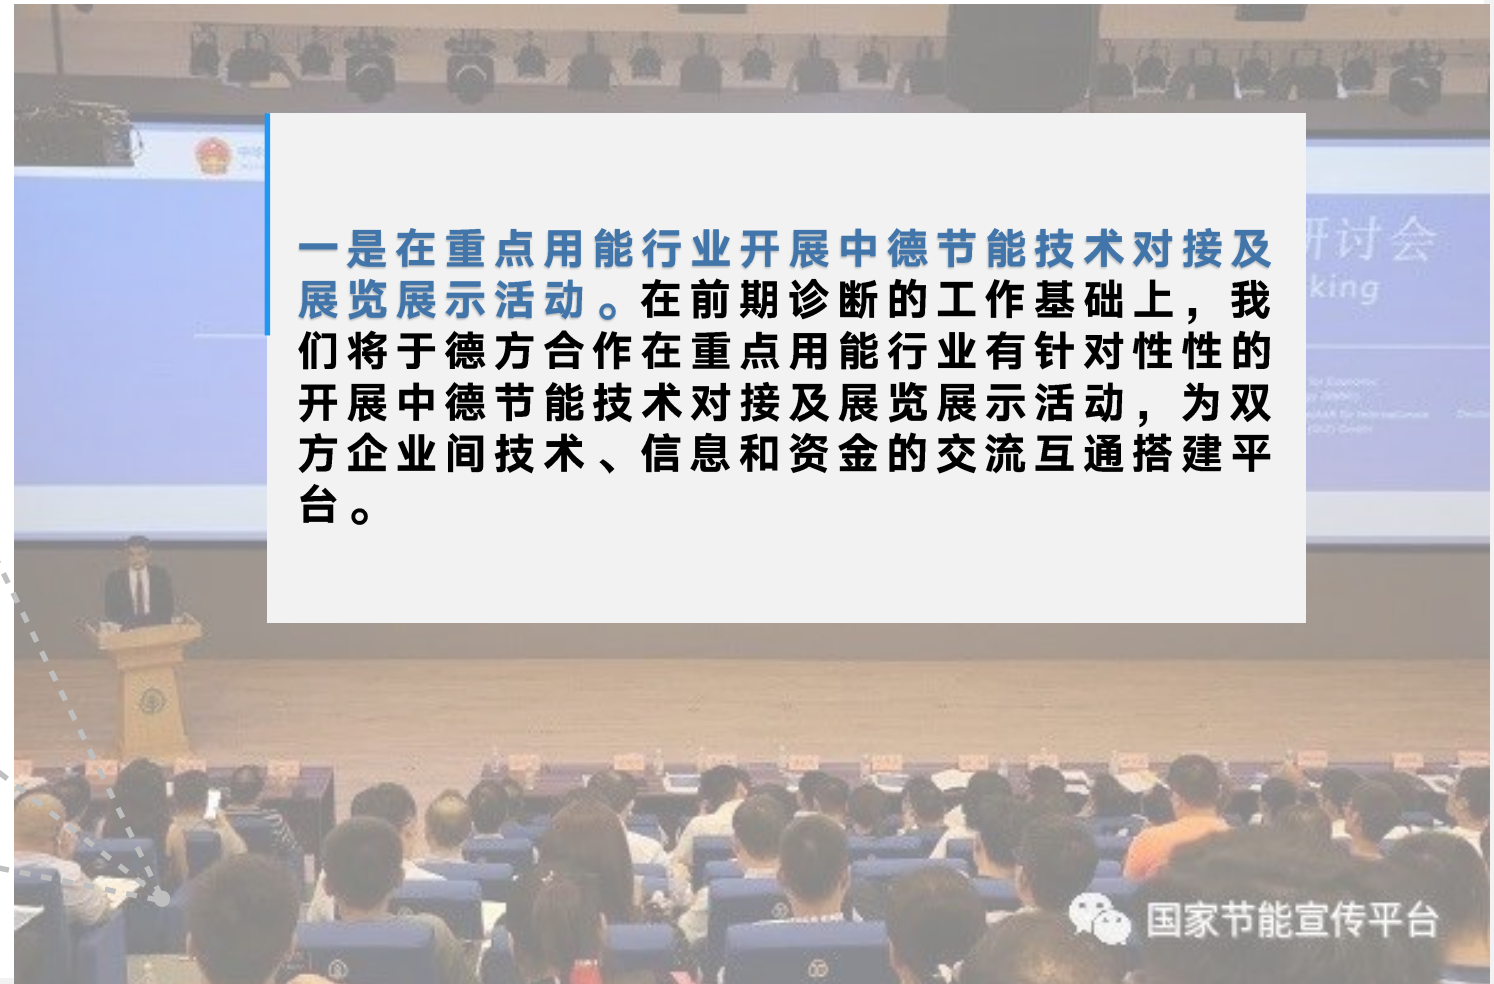 一是在重点用能行业开展中德节能技术对接及
展览展示活动。在前期诊断的工作基础上，我
们将于德方合作在重点用能行业有针对性性的
开展中德节能技术对接及展览展示活动，为双
方企业间技术、信息和资金的交流互通搭建平
台。
研讨会
king
国家节能宣传平台